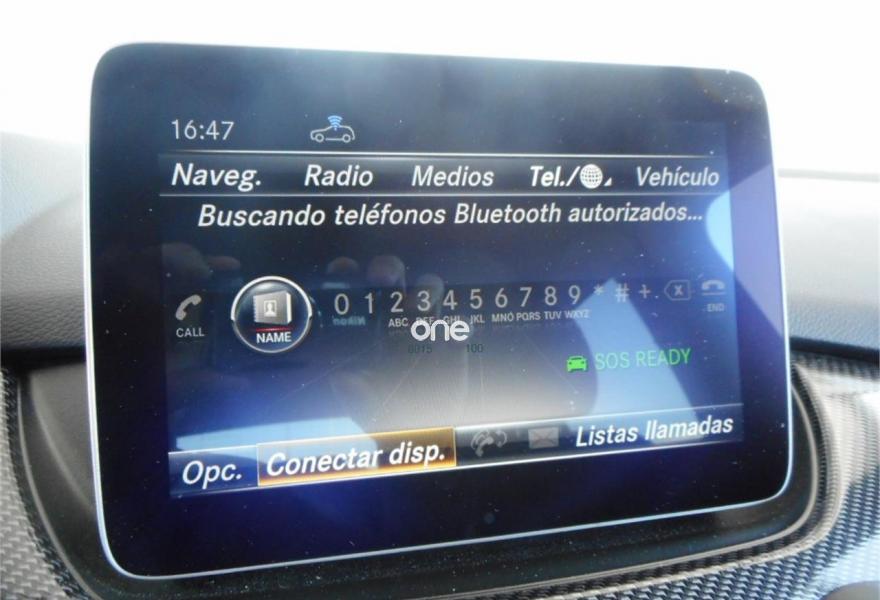 16:47
Naveg. Radio Medios Tel./ Vehículo
Buscando teléfonos Bluetooth autorizados...
CALL NAME 0 1 2 3 4 5 6 7 8 9 * # + END
ABC DEF GHI JKL MNÑO PQRS TUV WXYZ
one
SOS READY
Opc. Conectar disp. Listas llamadas